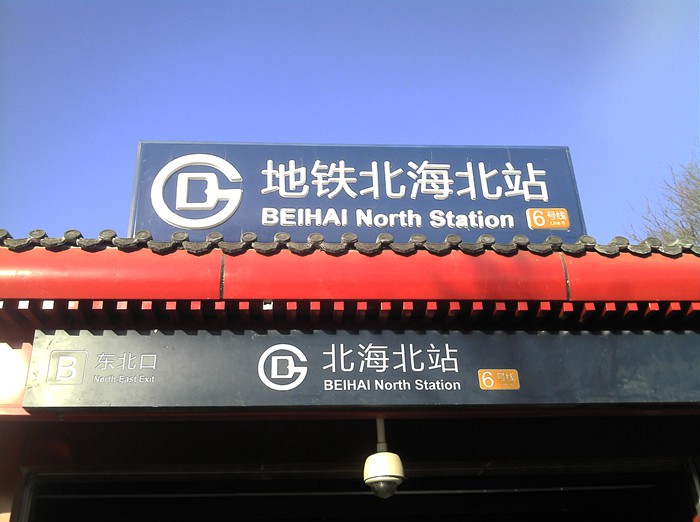 地铁北海北站
BEIHAI North Station
6 号线
Line 6
B 东北口
North-East Exit
北海北站
BEIHAI North Station
6 号线